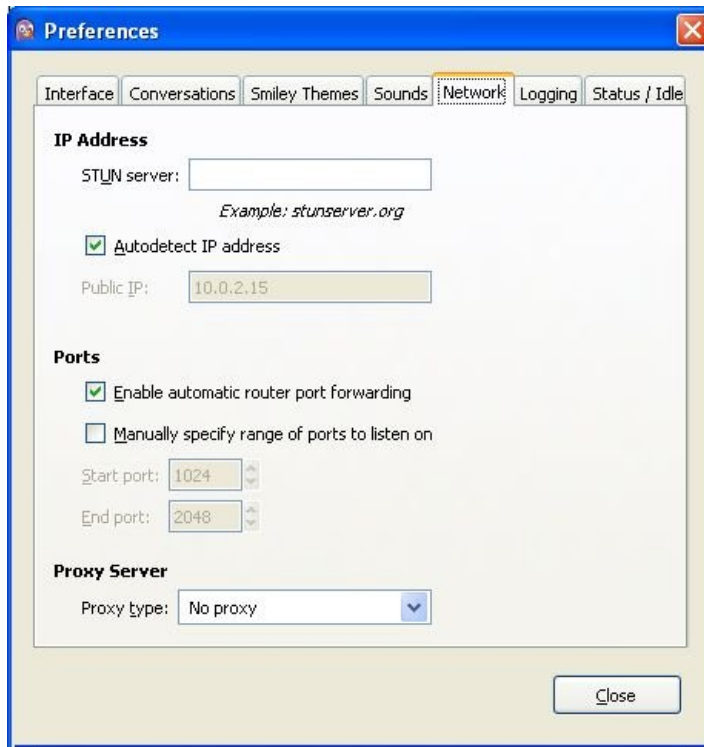 Preferences
Interface Conversations Smiley Themes Sounds Network Logging Status / Idle
IP Address
STUN server:
Example: stunserver.org
Autodetect IP address
Public IP: 10.0.2.15
Ports
Enable automatic router port forwarding
Manually specify range of ports to listen on
Start port: 1024
End port: 2048
Proxy Server
Proxy type: No proxy
Close